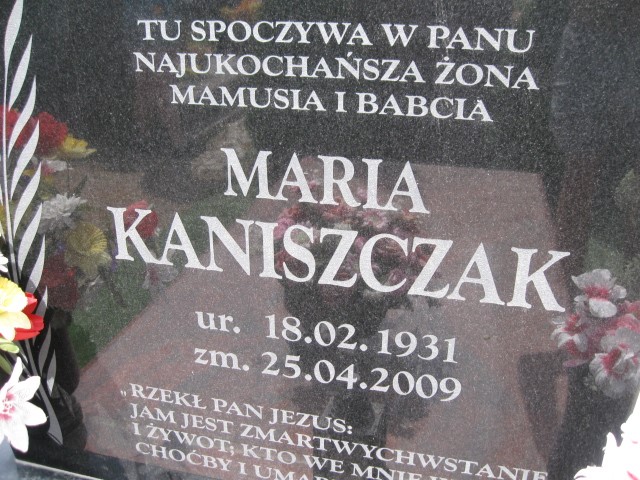 TU SPOCZYWA W PANU
NAJUKOCHAŃSZA ŻONA
MAMUSIA I BABCIA
MARIA
KANISZCZAK
ur. 18.02.1931
zm. 25.04.2009
„RZEKŁ PAN JEZUS:
JAM JEST ZMARTWYCHWSTANIE
I ŻYWOT; KTO WE MNIE
CHOĆBY I